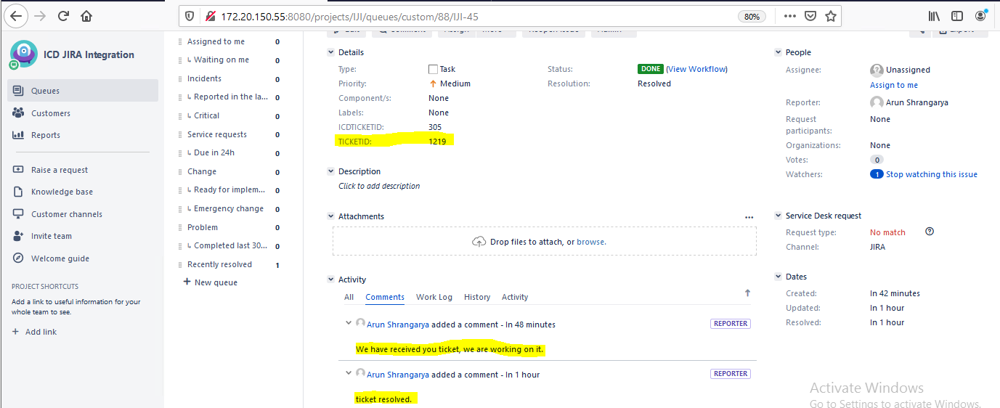 172.20.150.55:8080/projects/IJI/queues/custom/88/IJI-45
80%
Edit Comment Assign More Reopen Issue Admin Export
ICD JIRA Integration
Queues
Customers
Reports
Raise a request
Knowledge base
Customer channels
Invite team
Welcome guide
PROJECT SHORTCUTS
Add a link to useful information for your
whole team to see.
+ Add link
Assigned to me 0
↳ Waiting on me 0
Incidents 0
↳ Reported in the la... 0
↳ Critical 0
Service requests 0
↳ Due in 24h 0
Change 0
↳ Ready for implem... 0
↳ Emergency change 0
Problem 0
↳ Completed last 30... 0
Recently resolved 1
+ New queue
Details
Type: Task
Priority: Medium
Component/s: None
Labels: None
ICDTICKETID: 305
TICKETID: 1219
Status: DONE (View Workflow)
Resolution: Resolved
Description
Click to add description
Attachments
Drop files to attach, or browse.
Activity
All Comments Work Log History Activity
Arun Shrangarya added a comment - In 48 minutes REPORTER
We have received you ticket, we are working on it.
Arun Shrangarya added a comment - In 1 hour REPORTER
ticket resolved.
People
Assignee: Unassigned
Assign to me
Reporter: Arun Shrangarya
Request
participants: None
Organizations: None
Votes: 0
Watchers: 1 Stop watching this issue
Service Desk request
Request type: No match
Channel: JIRA
Dates
Created: In 42 minutes
Updated: In 1 hour
Resolved: In 1 hour
Activate Windows
Go to Settings to activate Windows.